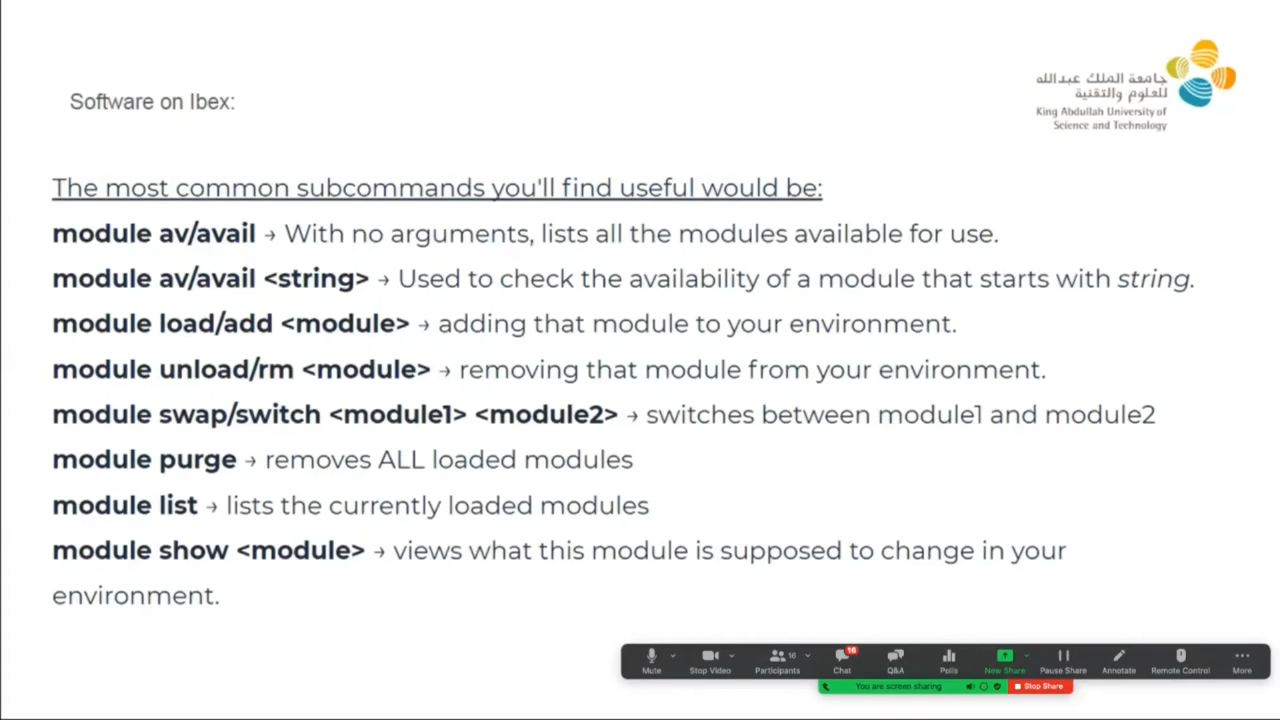 Software on Ibex:
جامعة الملك عبدالله
للعلوم والتقنية
King Abdullah University of
Science and Technology
The most common subcommands you'll find useful would be:
module av/avail → With no arguments, lists all the modules available for use.
module av/avail <string> → Used to check the availability of a module that starts with string.
module load/add <module> → adding that module to your environment.
module unload/rm <module> → removing that module from your environment.
module swap/switch <module1> <module2> → switches between module1 and module2
module purge → removes ALL loaded modules
module list → lists the currently loaded modules
module show <module> → views what this module is supposed to change in your
environment.
16 16
Mute Stop Video Participants Chat Q&A Polls New Share Pause Share Annotate Remote Control More
You are screen sharing Stop Share